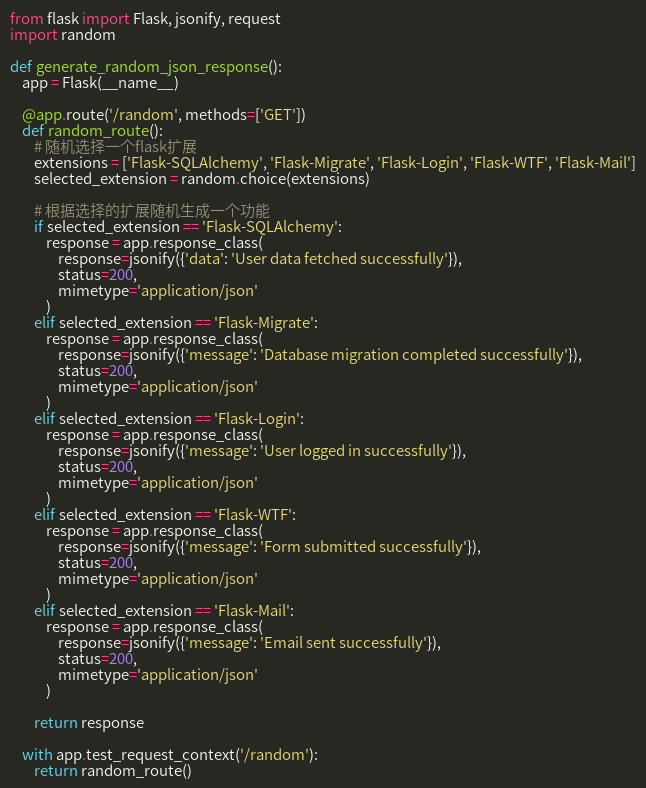 from flask import Flask, jsonify, request
import random

def generate_random_json_response():
    app = Flask(__name__)

    @app.route('/random', methods=['GET'])
    def random_route():
        # 随机选择一个flask扩展
        extensions = ['Flask-SQLAlchemy', 'Flask-Migrate', 'Flask-Login', 'Flask-WTF', 'Flask-Mail']
        selected_extension = random.choice(extensions)

        # 根据选择的扩展随机生成一个功能
        if selected_extension == 'Flask-SQLAlchemy':
            response = app.response_class(
                response=jsonify({'data': 'User data fetched successfully'}),
                status=200,
                mimetype='application/json'
            )
        elif selected_extension == 'Flask-Migrate':
            response = app.response_class(
                response=jsonify({'message': 'Database migration completed successfully'}),
                status=200,
                mimetype='application/json'
            )
        elif selected_extension == 'Flask-Login':
            response = app.response_class(
                response=jsonify({'message': 'User logged in successfully'}),
                status=200,
                mimetype='application/json'
            )
        elif selected_extension == 'Flask-WTF':
            response = app.response_class(
                response=jsonify({'message': 'Form submitted successfully'}),
                status=200,
                mimetype='application/json'
            )
        elif selected_extension == 'Flask-Mail':
            response = app.response_class(
                response=jsonify({'message': 'Email sent successfully'}),
                status=200,
                mimetype='application/json'
            )

        return response

    with app.test_request_context('/random'):
        return random_route()